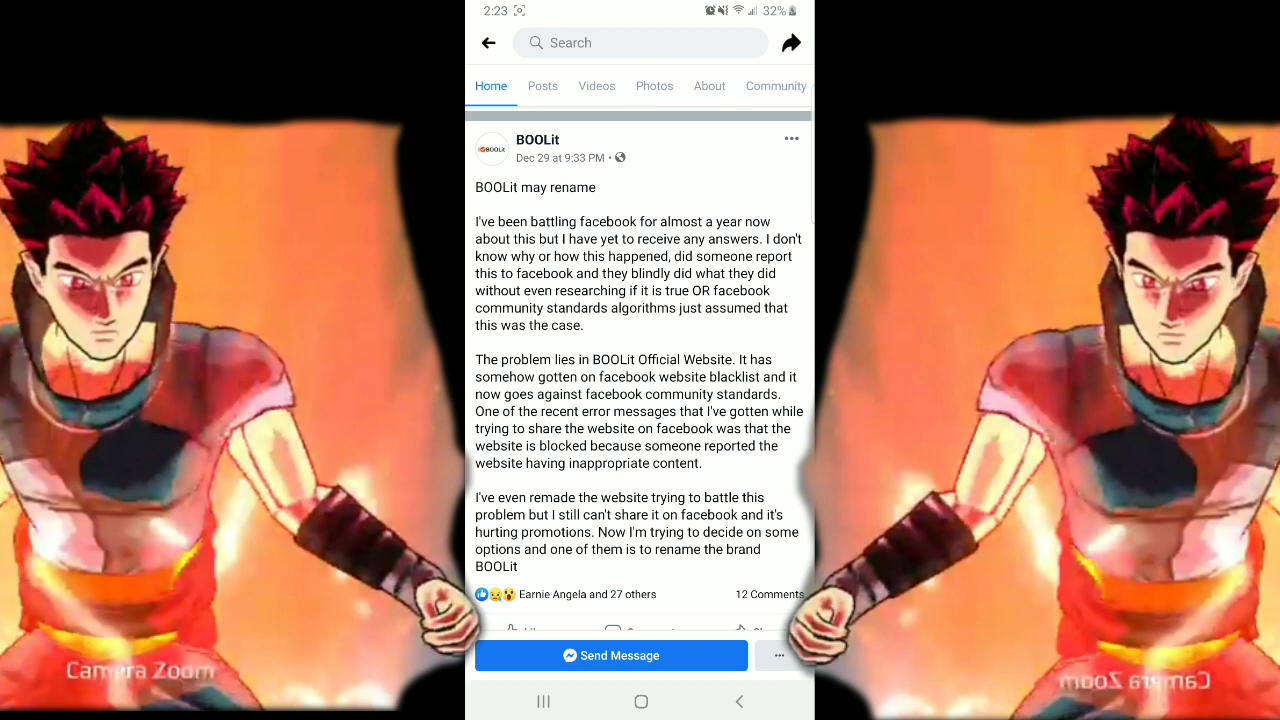 2:23 32%
Search
Home Posts Videos Photos About Community
BOOLit
BOOLit
Dec 29 at 9:33 PM •
BOOLit may rename
I've been battling facebook for almost a year now
about this but I have yet to receive any answers. I don't
know why or how this happened, did someone report
this to facebook and they blindly did what they did
without even researching if it is true OR facebook
community standards algorithms just assumed that
this was the case.
The problem lies in BOOLit Official Website. It has
somehow gotten on facebook website blacklist and it
now goes against facebook community standards.
One of the recent error messages that I've gotten while
trying to share the website on facebook was that the
website is blocked because someone reported the
website having inappropriate content.
I've even remade the website trying to battle this
problem but I still can't share it on facebook and it's
hurting promotions. Now I'm trying to decide on some
options and one of them is to rename the brand
BOOLit
Earnie Angela and 27 others 12 Comments
Send Message
Camera Zoom
Camera Zoom